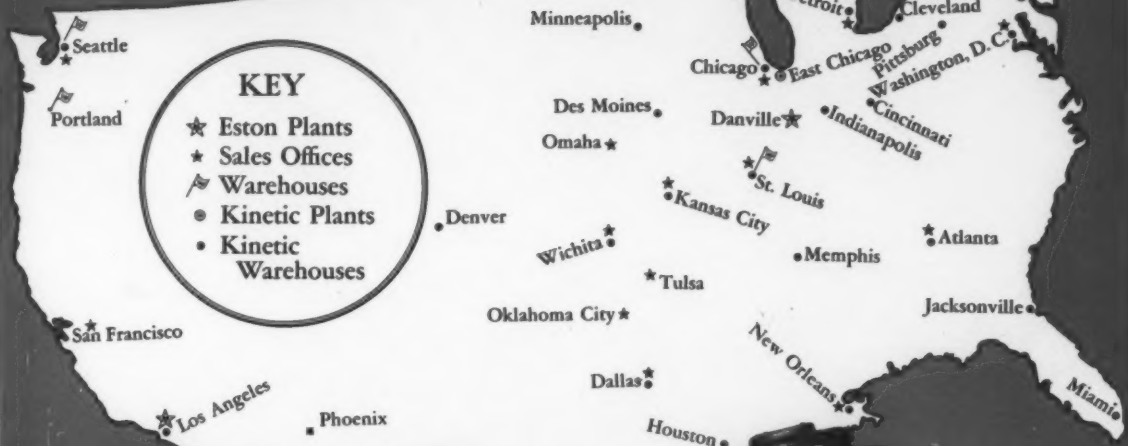 Minneapolis
Cleveland
Seattle
Pittsburg
Washington, D. C.
Chicago
East Chicago
KEY
Portland
Des Moines
Danville
Indianapolis
Cincinnati
Eston Plants
Omaha
Sales Offices
Warehouses
St. Louis
Kinetic Plants
Kansas City
Denver
Kinetic
Warehouses
Wichita
Atlanta
Memphis
Tulsa
Oklahoma City
Jacksonville
San Francisco
New Orleans
Dallas
Los Angeles
Miami
Phoenix
Houston